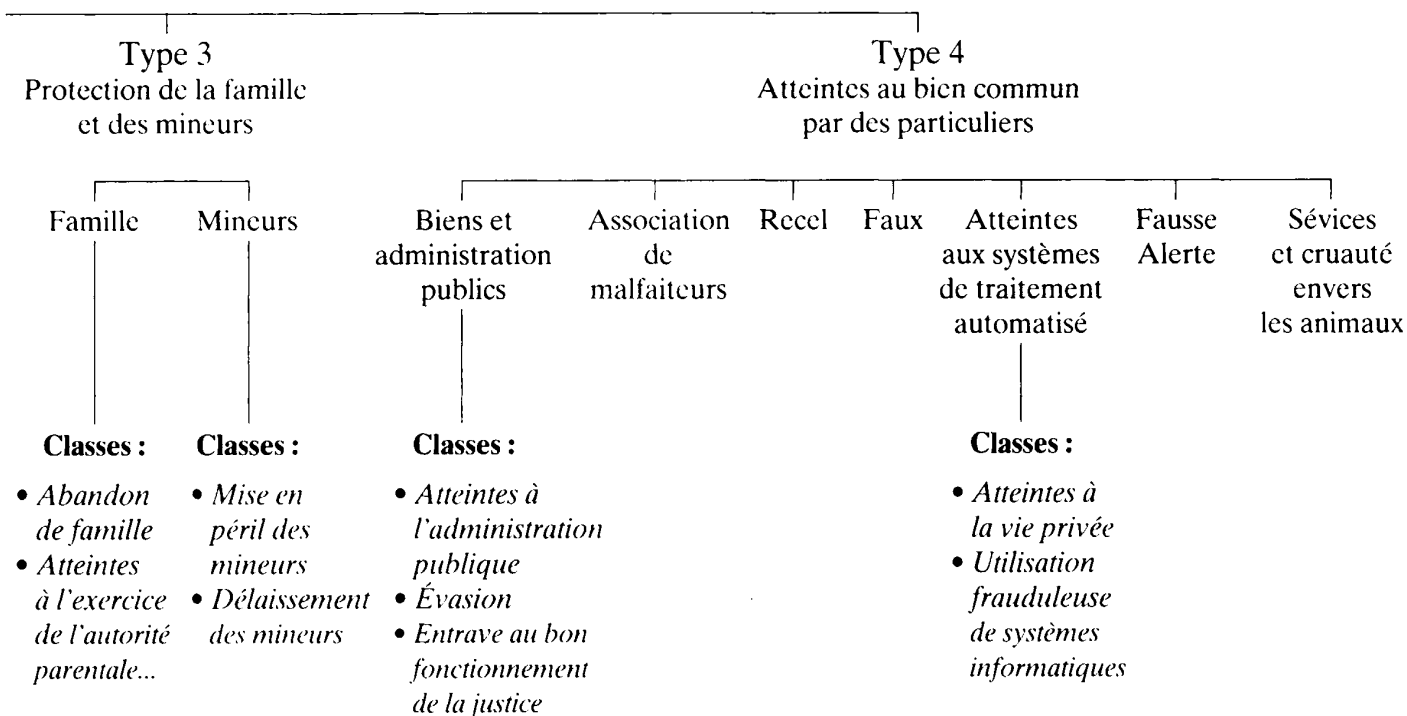 Type 3
Protection de la famille
et des mineurs
Type 4
Atteintes au bien commun
par des particuliers
Famille
Mineurs
Biens et
administration
publics
Association
de
malfaiteurs
Recel
Faux
Atteintes
aux systèmes
de traitement
automatisé
Fausse
Alerte
Sévices
et cruauté
envers
les animaux
Classes :
• Abandon
de famille
• Atteintes
à l'exercice
de l'autorité
parentale...
Classes :
• Mise en
péril des
mineurs
• Délaissement
des mineurs
Classes :
• Atteintes à
l'administration
publique
• Évasion
• Entrave au bon
fonctionnement
de la justice
Classes :
• Atteintes à
la vie privée
• Utilisation
frauduleuse
de systèmes
informatiques